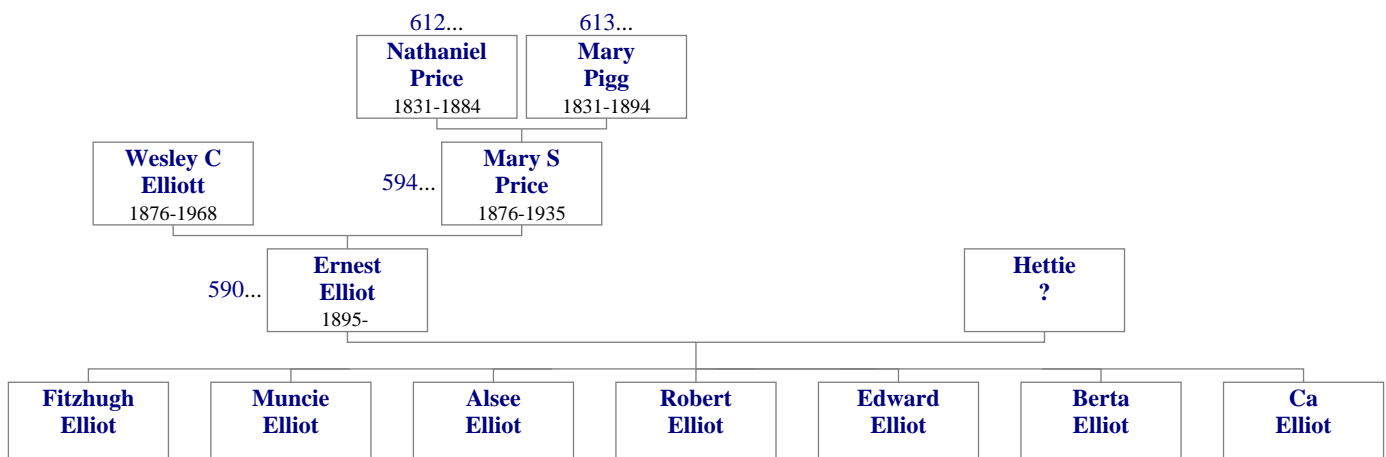 612...
613...
Nathaniel
Price
1831-1884
Mary
Pigg
1831-1894
Wesley C
Elliott
1876-1968
594...
Mary S
Price
1876-1935
590...
Ernest
Elliot
1895-
Hettie
?
Fitzhugh
Elliot
Muncie
Elliot
Alsee
Elliot
Robert
Elliot
Edward
Elliot
Berta
Elliot
Ca
Elliot